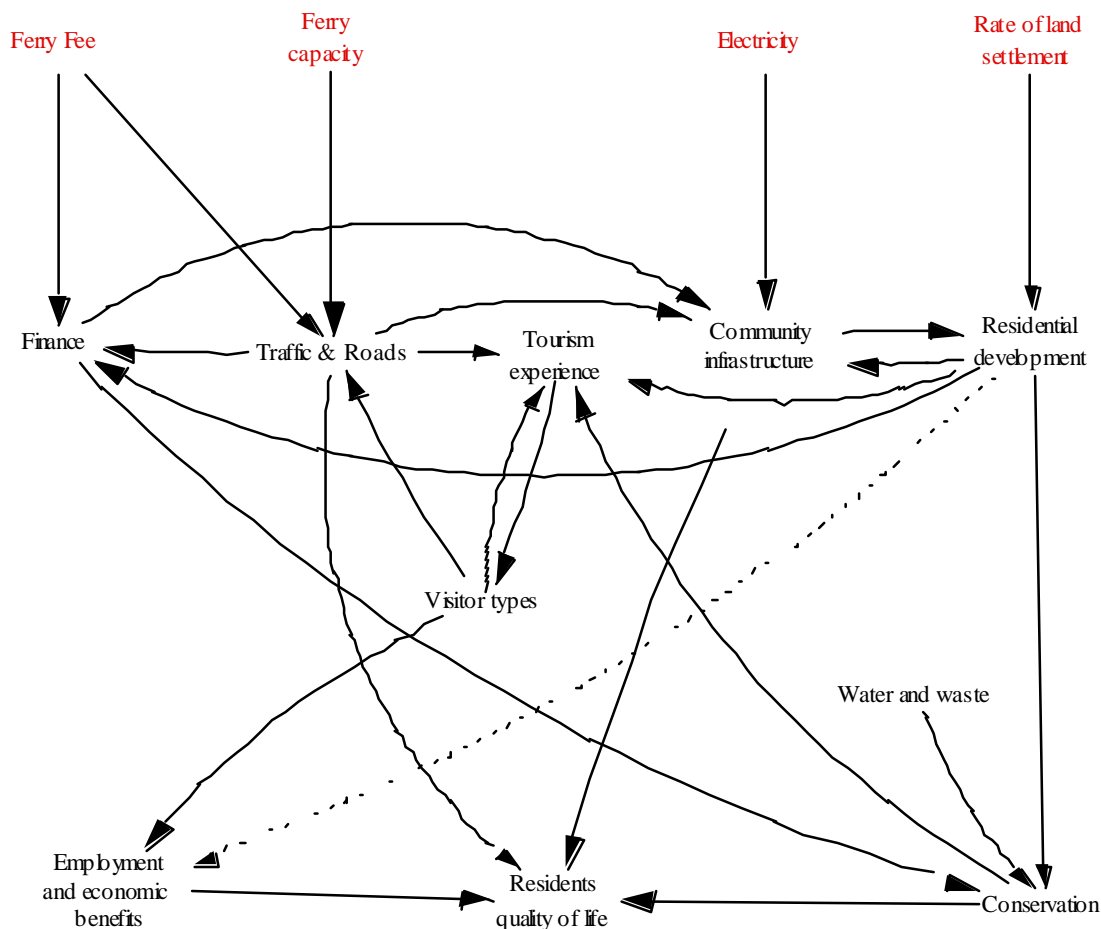 Ferry Fee
Ferry
capacity
Electricity
Rate of land
settlement
Finance
Traffic & Roads
Tourism
experience
Community
infrastructure
Residential
development
Visitor types
Water and waste
Employment
and economic
benefits
Residents
quality of life
Conservation